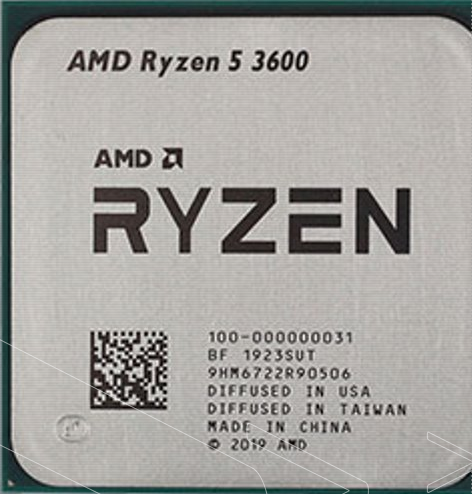 AMD Ryzen 5 3600
AMD
RYZEN
100-000000031
BF 1923SUT
9HM6722R90506
DIFFUSED IN USA
DIFFUSED IN TAIWAN
MADE IN CHINA
© 2019 AMD